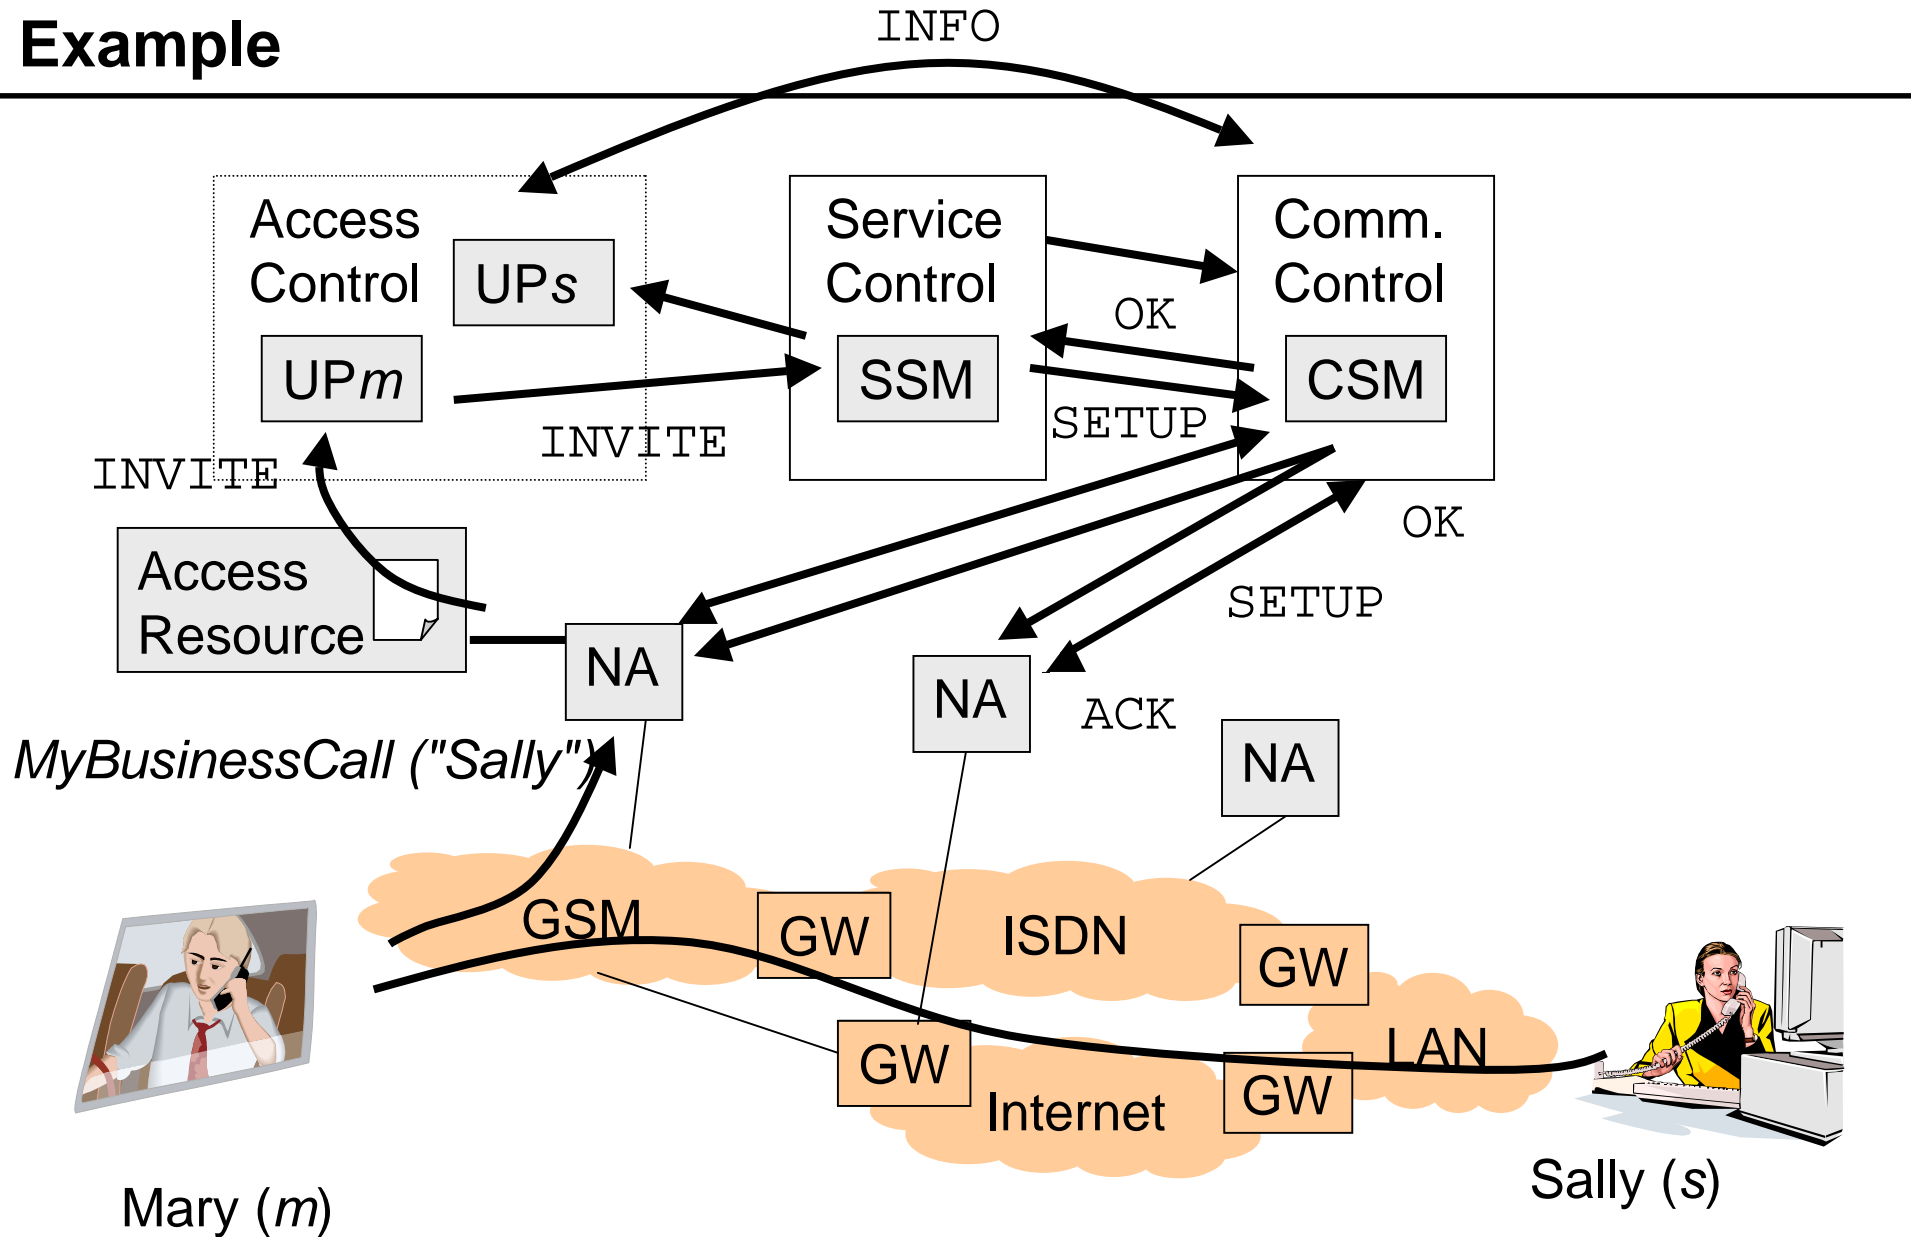 INFO
Example
Access
Control
UPs
UPm
Service
Control
SSM
Comm.
Control
CSM
OK
SETUP
INVITE
INVITE
OK
SETUP
ACK
Access
Resource
NA
NA
NA
MyBusinessCall ("Sally")
GSM
GW
ISDN
GW
GW
Internet
GW
LAN
Mary (m)
Sally (s)